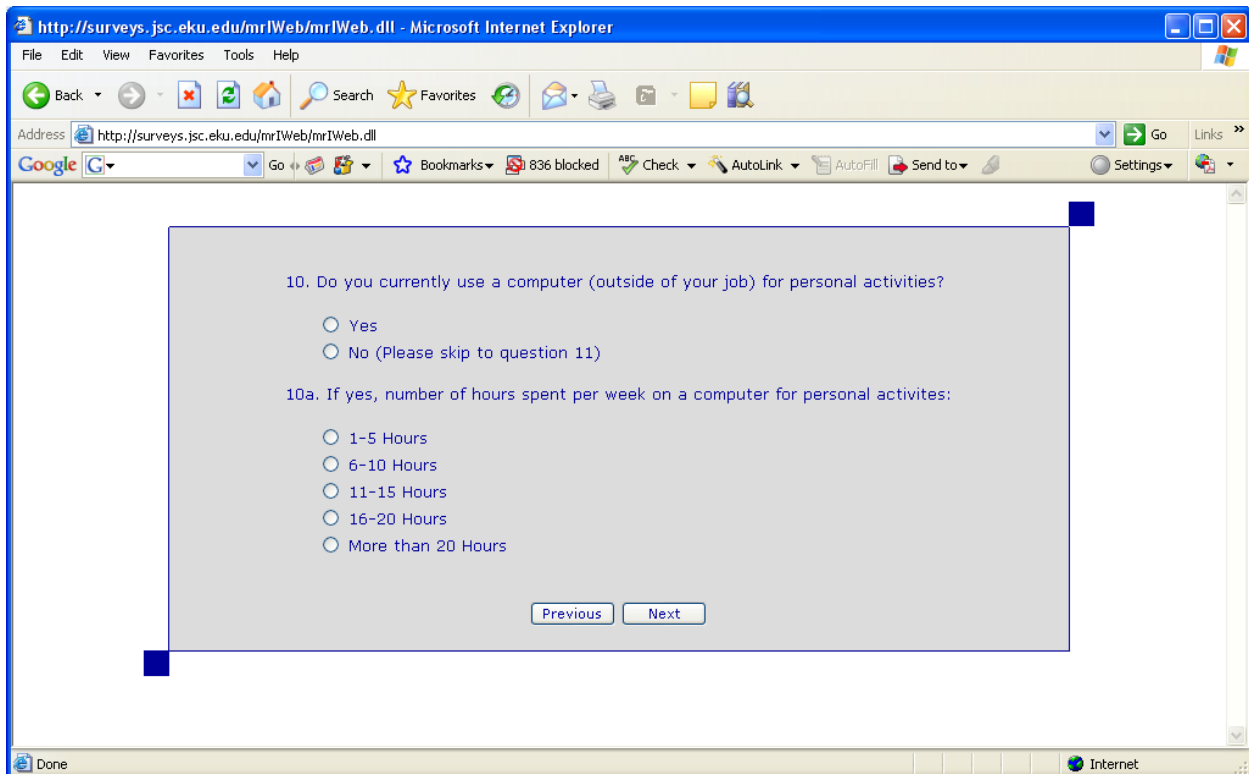 http://surveys.jsc.eku.edu/mrIWeb/mrIWeb.dll - Microsoft Internet Explorer
File Edit View Favorites Tools Help
Back Search Favorites
Address http://surveys.jsc.eku.edu/mrIWeb/mrIWeb.dll Go Links »
Google G Go Bookmarks 836 blocked ABC Check AutoLink AutoFill Send to Settings
10. Do you currently use a computer (outside of your job) for personal activities?
Yes
No (Please skip to question 11)
10a. If yes, number of hours spent per week on a computer for personal activites:
1-5 Hours
6-10 Hours
11-15 Hours
16-20 Hours
More than 20 Hours
Previous Next
Done Internet